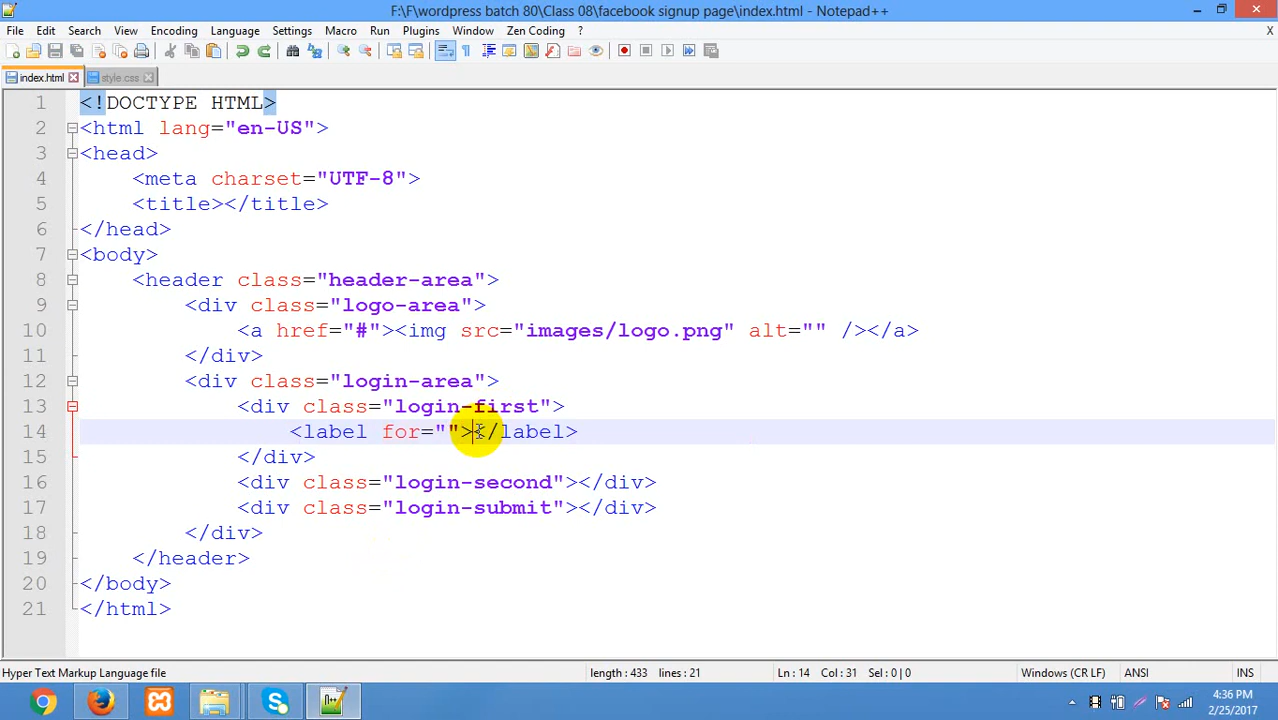 F:\F\wordpress batch 80\Class 08\facebook signup page\index.html - Notepad++
File Edit Search View Encoding Language Settings Macro Run Plugins Window Zen Coding ? X
index.html style.css
1 <!DOCTYPE HTML>
2 <html lang="en-US">
3 <head>
4 <meta charset="UTF-8">
5 <title></title>
6 </head>
7 <body>
8 <header class="header-area">
9 <div class="logo-area">
10 <a href="#"><img src="images/logo.png" alt="" /></a>
11 </div>
12 <div class="login-area">
13 <div class="login-first">
14 <label for=""></label>
15 </div>
16 <div class="login-second"></div>
17 <div class="login-submit"></div>
18 </div>
19 </header>
20 </body>
21 </html>
Hyper Text Markup Language file length : 433 lines : 21 Ln : 14 Col : 31 Sel : 0 | 0 Windows (CR LF) ANSI INS
4:36 PM
2/25/2017